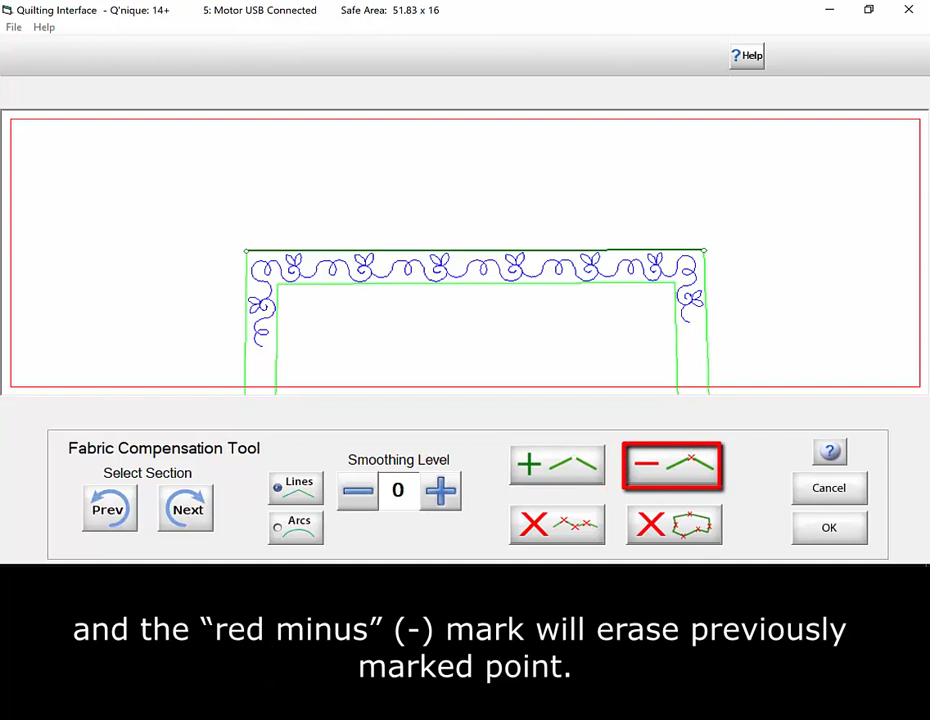 Quilting Interface - Q'nique: 14+ 5: Motor USB Connected Safe Area: 51.83 x 16
File Help
?Help
Fabric Compensation Tool
Select Section
Prev
Next
Lines
Arcs
Smoothing Level
0
?
Cancel
OK
and the “red minus” (-) mark will erase previously
marked point.